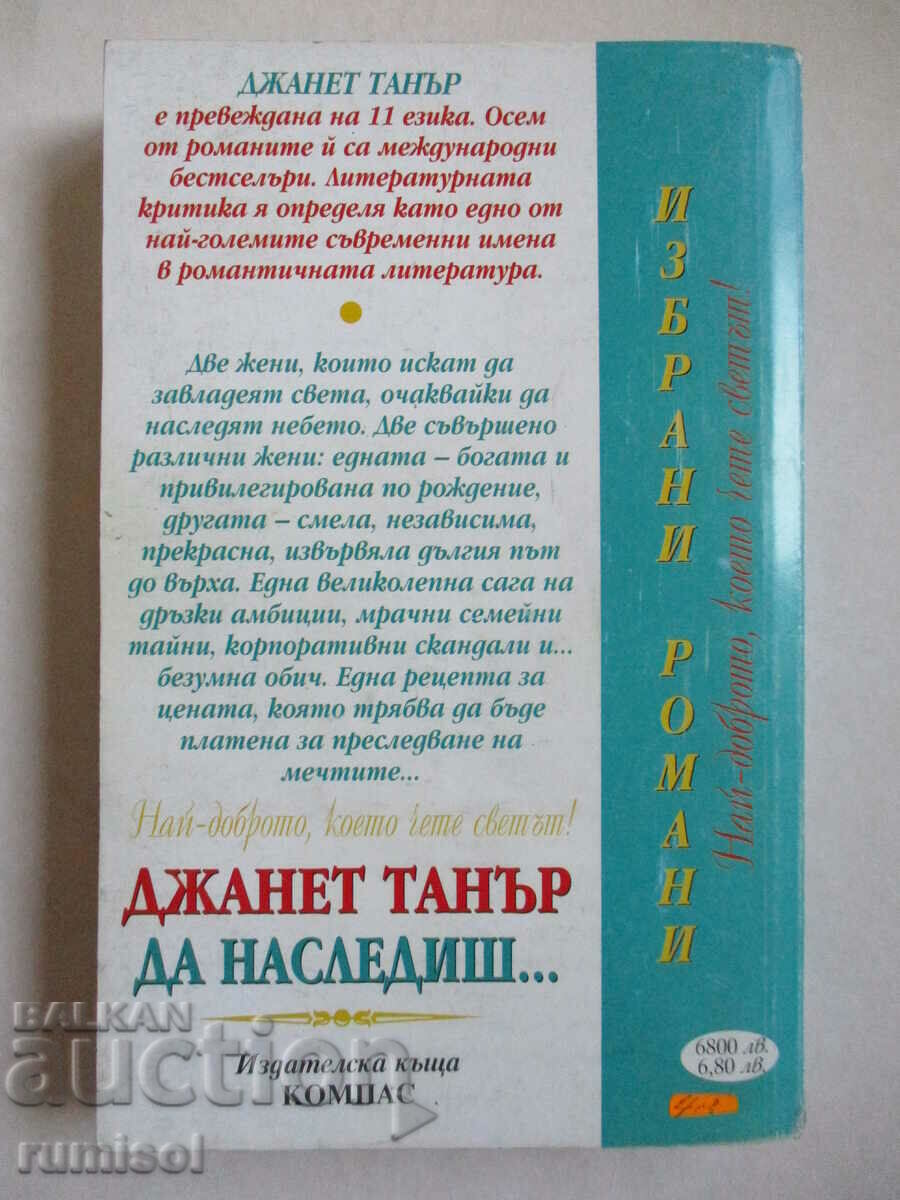 ДЖАНЕТ ТАНЪР
е превеждана на 11 езика. Осем
от романите ѝ са международни
бестселъри. Литературната
критика я определя като едно от
най-големите съвременни имена
в романтичната литература.
Две жени, които искат да
завладеят света, очаквайки да
наследят небето. Две съвършено
различни жени: едната – богата и
привилегирована по рождение,
другата – смела, независима,
прекрасна, извървяла дългия път
до върха. Една великолепна сага на
дръзки амбиции, мрачни семейни
тайни, корпоративни скандали и...
безумна обич. Една рецепта за
цената, която трябва да бъде
платена за преследване на
мечтите...
Най-доброто, което чете светът!
ДЖАНЕТ ТАНЪР
ДА НАСЛЕДИШ...
Издателска къща
КОМПАС
ИЗБРАНИ РОМАНИ
Най-доброто, което чете светът!
6800 лв.
6,80 лв.
BALKAN
auction
rumisol